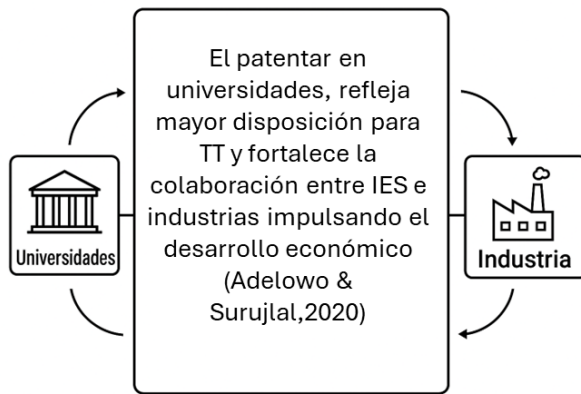 El patentar en
universidades, refleja
mayor disposición para
TT y fortalece la
colaboración entre IES e
industrias impulsando el
desarrollo económico
(Adelowo &
Surujlal,2020)
Universidades
Industria